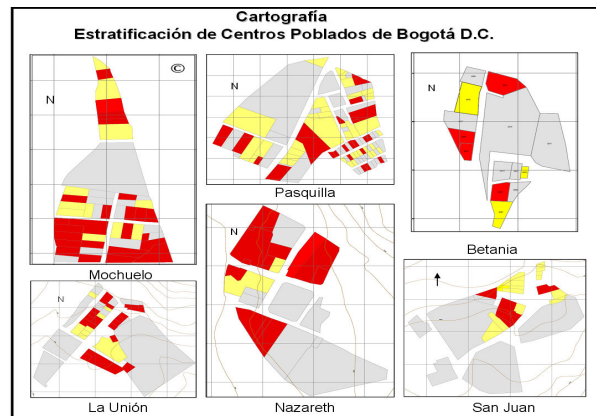 Cartografía
Estratificación de Centros Poblados de Bogotá D.C.
©
N
Mochuelo
N
Pasquilla
N
Betania
N
La Unión
N
Nazareth
San Juan